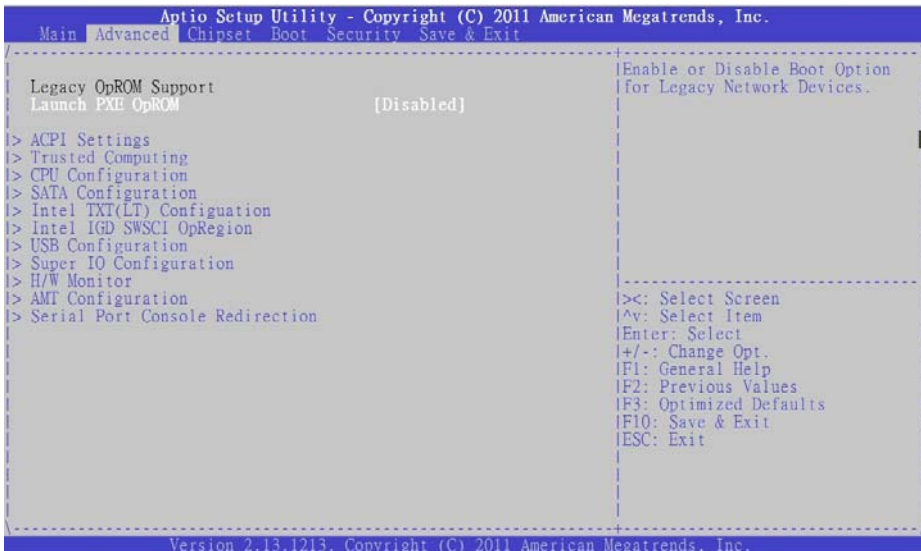 Aptio Setup Utility - Copyright (C) 2011 American Megatrends, Inc.
Main Advanced Chipset Boot Security Save & Exit
Legacy OpROM Support
Launch PXE OpROM [Disabled]
> ACPI Settings
> Trusted Computing
> CPU Configuration
> SATA Configuration
> Intel TXT(LT) Configuation
> Intel IGD SWSCI OpRegion
> USB Configuration
> Super IO Configuration
> H/W Monitor
> AMT Configuration
> Serial Port Console Redirection
Enable or Disable Boot Option
for Legacy Network Devices.
><: Select Screen
^v: Select Item
Enter: Select
+/-: Change Opt.
F1: General Help
F2: Previous Values
F3: Optimized Defaults
F10: Save & Exit
ESC: Exit
Version 2.13.1213. Copyright (C) 2011 American Megatrends, Inc.